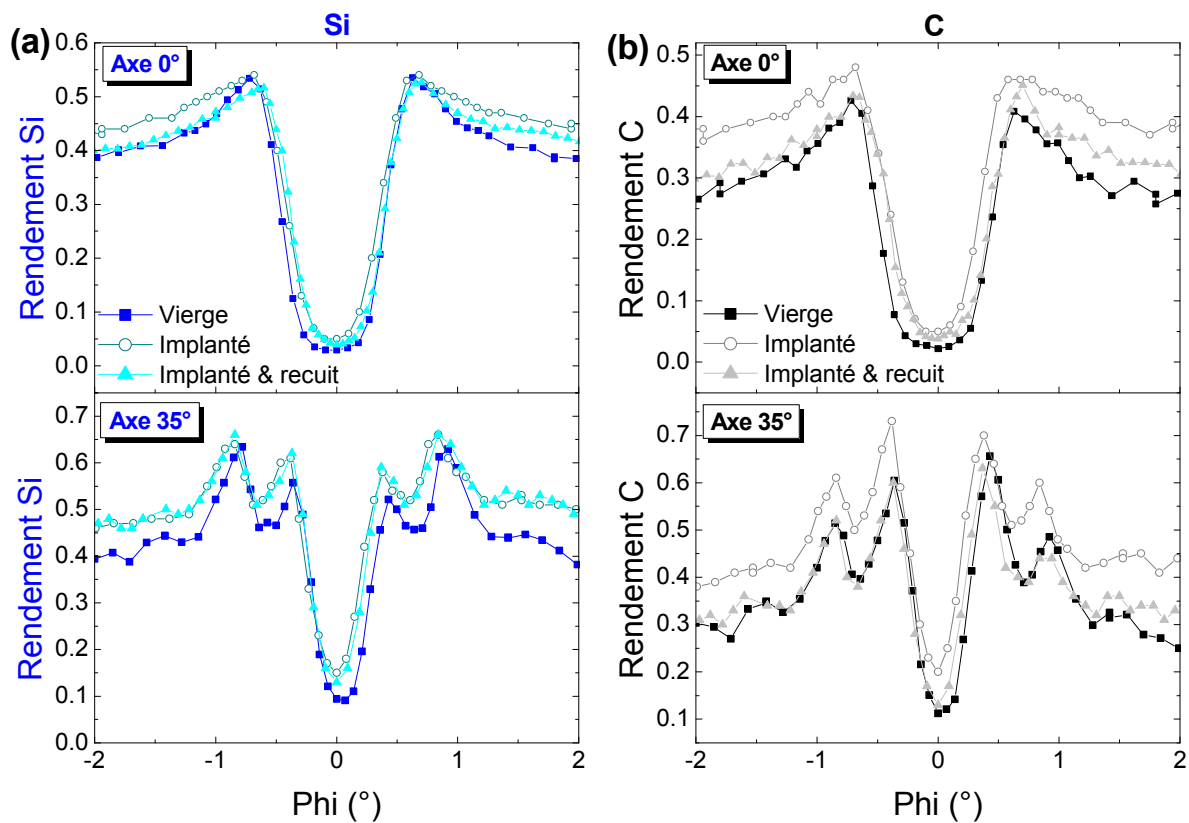 (a)
Si
Axe 0°
0.6
0.5
0.4
0.3
0.2
0.1
0.0
Rendement Si
Vierge
Implanté
Implanté & recuit
Axe 35°
0.7
0.6
0.5
0.4
0.3
0.2
0.1
0.0
Rendement Si
-2
-1
0
1
2
Phi (°)
(b)
C
Axe 0°
0.5
0.4
0.3
0.2
0.1
0.0
Rendement C
Vierge
Implanté
Implanté & recuit
Axe 35°
0.7
0.6
0.5
0.4
0.3
0.2
0.1
Rendement C
-2
-1
0
1
2
Phi (°)